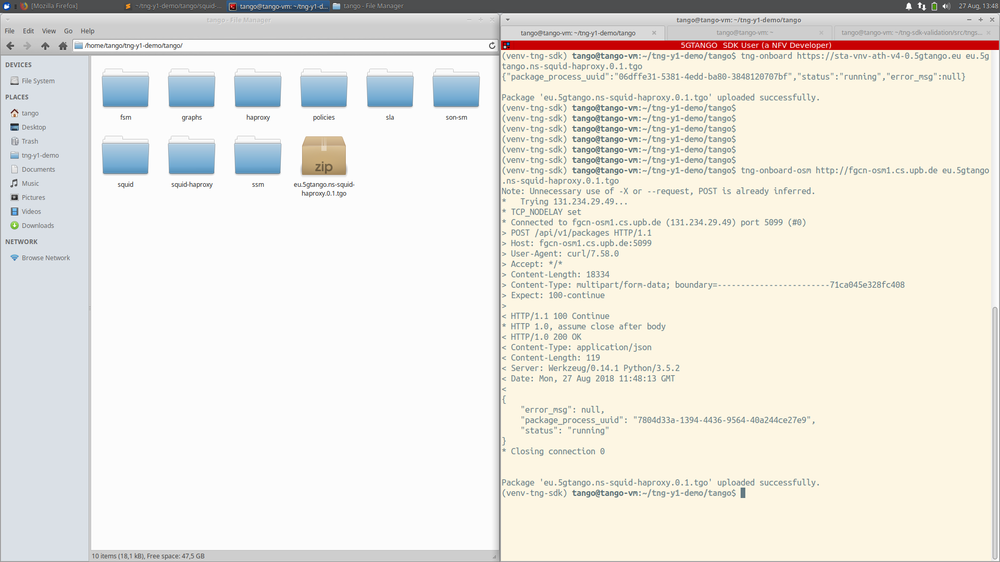 [Mozilla Firefox]
~/tng-y1-demo/tango/squid-...
tango@tango-vm: ~/tng-y1-d...
tango - File Manager
27 Aug, 13:48
tango - File Manager
File Edit View Go Help
/home/tango/tng-y1-demo/tango/
DEVICES
File System
PLACES
tango
Desktop
Trash
tng-y1-demo
Documents
Music
Pictures
Videos
Downloads
NETWORK
Browse Network
fsm
graphs
haproxy
policies
sla
son-sm
squid
squid-haproxy
ssm
zip
eu.5gtango.ns-squid-
haproxy.0.1.tgo
10 items (18,1 kB), Free space: 47,5 GB
tango@tango-vm: ~/tng-y1-demo/tango
tango@tango-vm: ~/tng-y1-demo/tango
tango@tango-vm: ~
tango@tango-vm: ~/tng-sdk-validation/src/tngs...
5GTANGO  SDK User (a NFV Developer)
(venv-tng-sdk) tango@tango-vm:~/tng-y1-demo/tango$ tng-onboard https://sta-vnv-ath-v4-0.5gtango.eu eu.5g
tango.ns-squid-haproxy.0.1.tgo
{"package_process_uuid":"06dffe31-5381-4edd-ba80-3848120707bf","status":"running","error_msg":null}
Package 'eu.5gtango.ns-squid-haproxy.0.1.tgo' uploaded successfully.
(venv-tng-sdk) tango@tango-vm:~/tng-y1-demo/tango$
(venv-tng-sdk) tango@tango-vm:~/tng-y1-demo/tango$
(venv-tng-sdk) tango@tango-vm:~/tng-y1-demo/tango$
(venv-tng-sdk) tango@tango-vm:~/tng-y1-demo/tango$
(venv-tng-sdk) tango@tango-vm:~/tng-y1-demo/tango$
(venv-tng-sdk) tango@tango-vm:~/tng-y1-demo/tango$
(venv-tng-sdk) tango@tango-vm:~/tng-y1-demo/tango$ tng-onboard-osm http://fgcn-osm1.cs.upb.de eu.5gtango
.ns-squid-haproxy.0.1.tgo
Note: Unnecessary use of -X or --request, POST is already inferred.
*   Trying 131.234.29.49...
* TCP_NODELAY set
* Connected to fgcn-osm1.cs.upb.de (131.234.29.49) port 5099 (#0)
> POST /api/v1/packages HTTP/1.1
> Host: fgcn-osm1.cs.upb.de:5099
> User-Agent: curl/7.58.0
> Accept: */*
> Content-Length: 18334
> Content-Type: multipart/form-data; boundary=------------------------71ca045e328fc408
> Expect: 100-continue
>
< HTTP/1.1 100 Continue
* HTTP 1.0, assume close after body
< HTTP/1.0 200 OK
< Content-Type: application/json
< Content-Length: 119
< Server: Werkzeug/0.14.1 Python/3.5.2
< Date: Mon, 27 Aug 2018 11:48:13 GMT
<
{
    "error_msg": null,
    "package_process_uuid": "7804d33a-1394-4436-9564-40a244ce27e9",
    "status": "running"
}
* Closing connection 0
Package 'eu.5gtango.ns-squid-haproxy.0.1.tgo' uploaded successfully.
(venv-tng-sdk) tango@tango-vm:~/tng-y1-demo/tango$